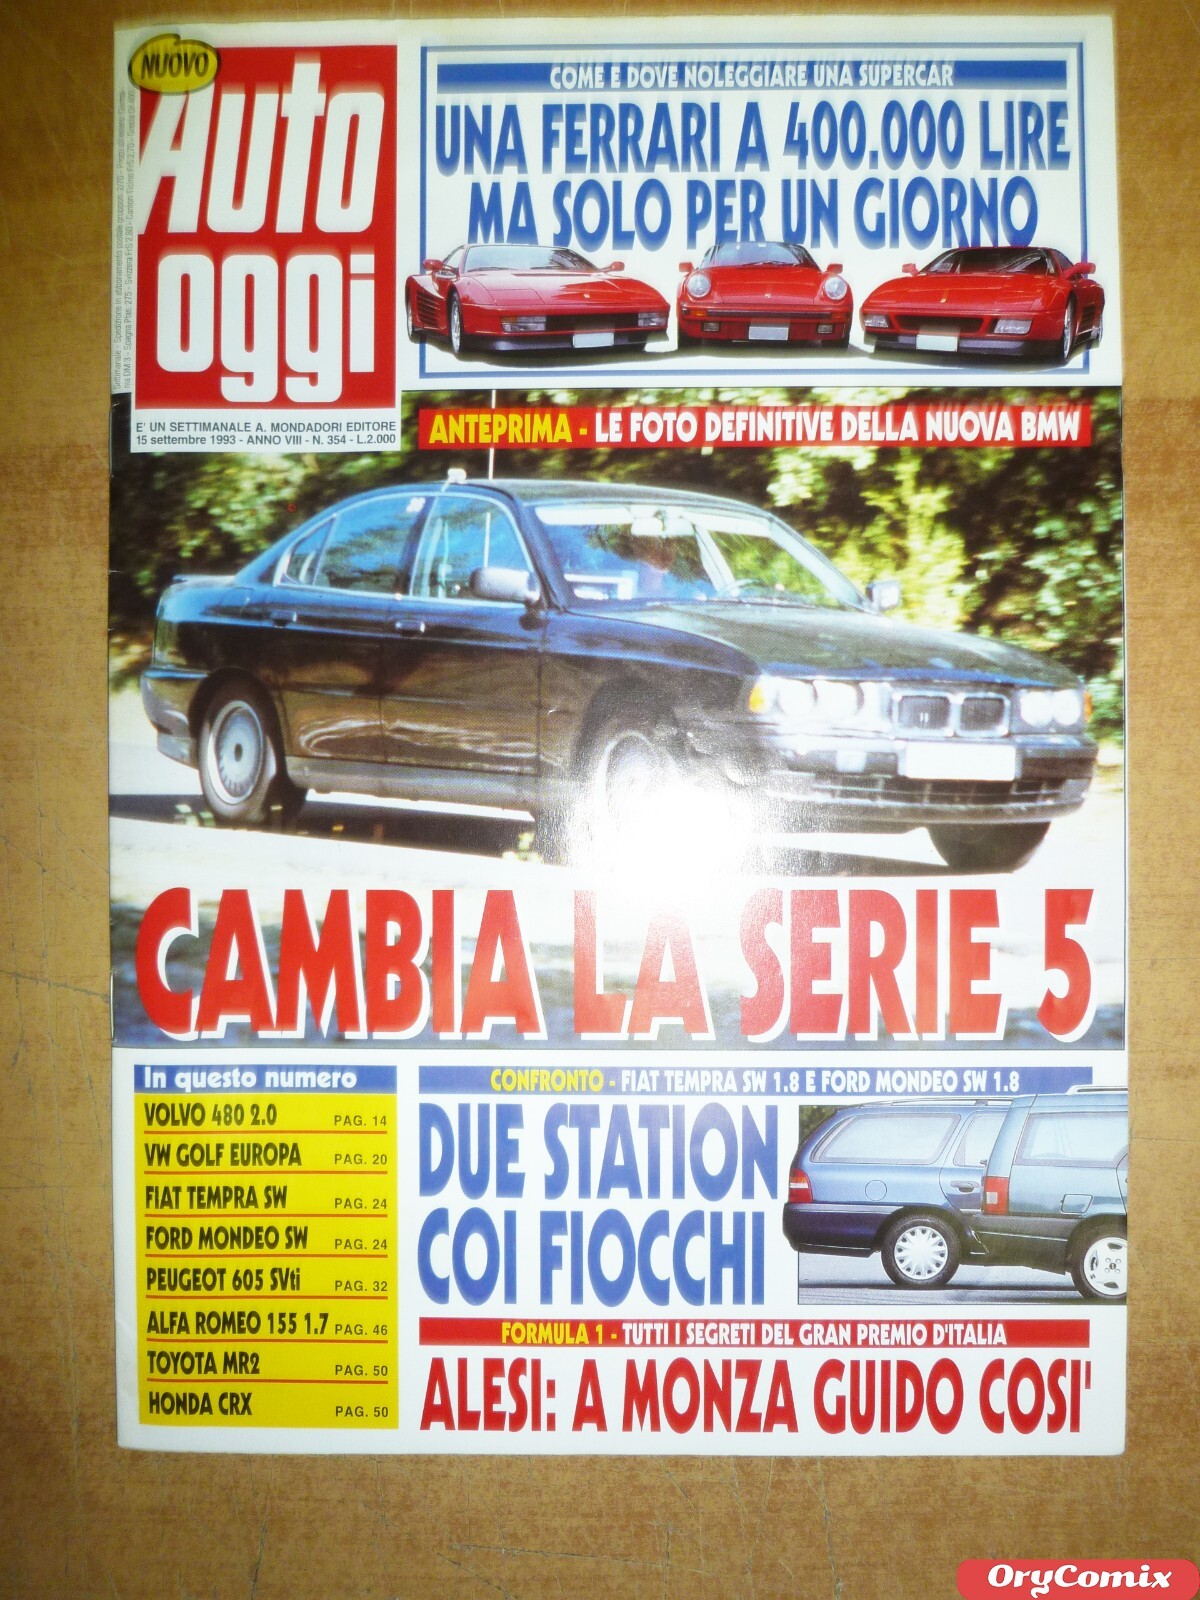 NUOVO
Auto
oggi
E' UN SETTIMANALE A. MONDADORI EDITORE
15 settembre 1993 - ANNO VIII - N. 354 - L.2.000
COME E DOVE NOLEGGIARE UNA SUPERCAR
UNA FERRARI A 400.000 LIRE
MA SOLO PER UN GIORNO
ANTEPRIMA - LE FOTO DEFINITIVE DELLA NUOVA BMW
CAMBIA LA SERIE 5
In questo numero
VOLVO 480 2.0 PAG. 14
VW GOLF EUROPA PAG. 20
FIAT TEMPRA SW PAG. 24
FORD MONDEO SW PAG. 24
PEUGEOT 605 SVti PAG. 32
ALFA ROMEO 155 1.7 PAG. 46
TOYOTA MR2 PAG. 50
HONDA CRX PAG. 50
CONFRONTO - FIAT TEMPRA SW 1.8 E FORD MONDEO SW 1.8
DUE STATION
COI FIOCCHI
FORMULA 1 - TUTTI I SEGRETI DEL GRAN PREMIO D'ITALIA
ALESI: A MONZA GUIDO COSI'
OryComix